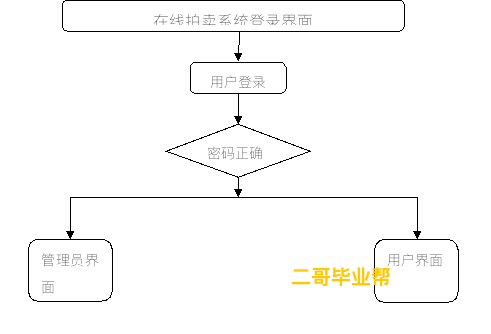 在线拍卖系统登录界面
用户登录
密码正确
管理员界
面
用户界面
二哥毕业帮